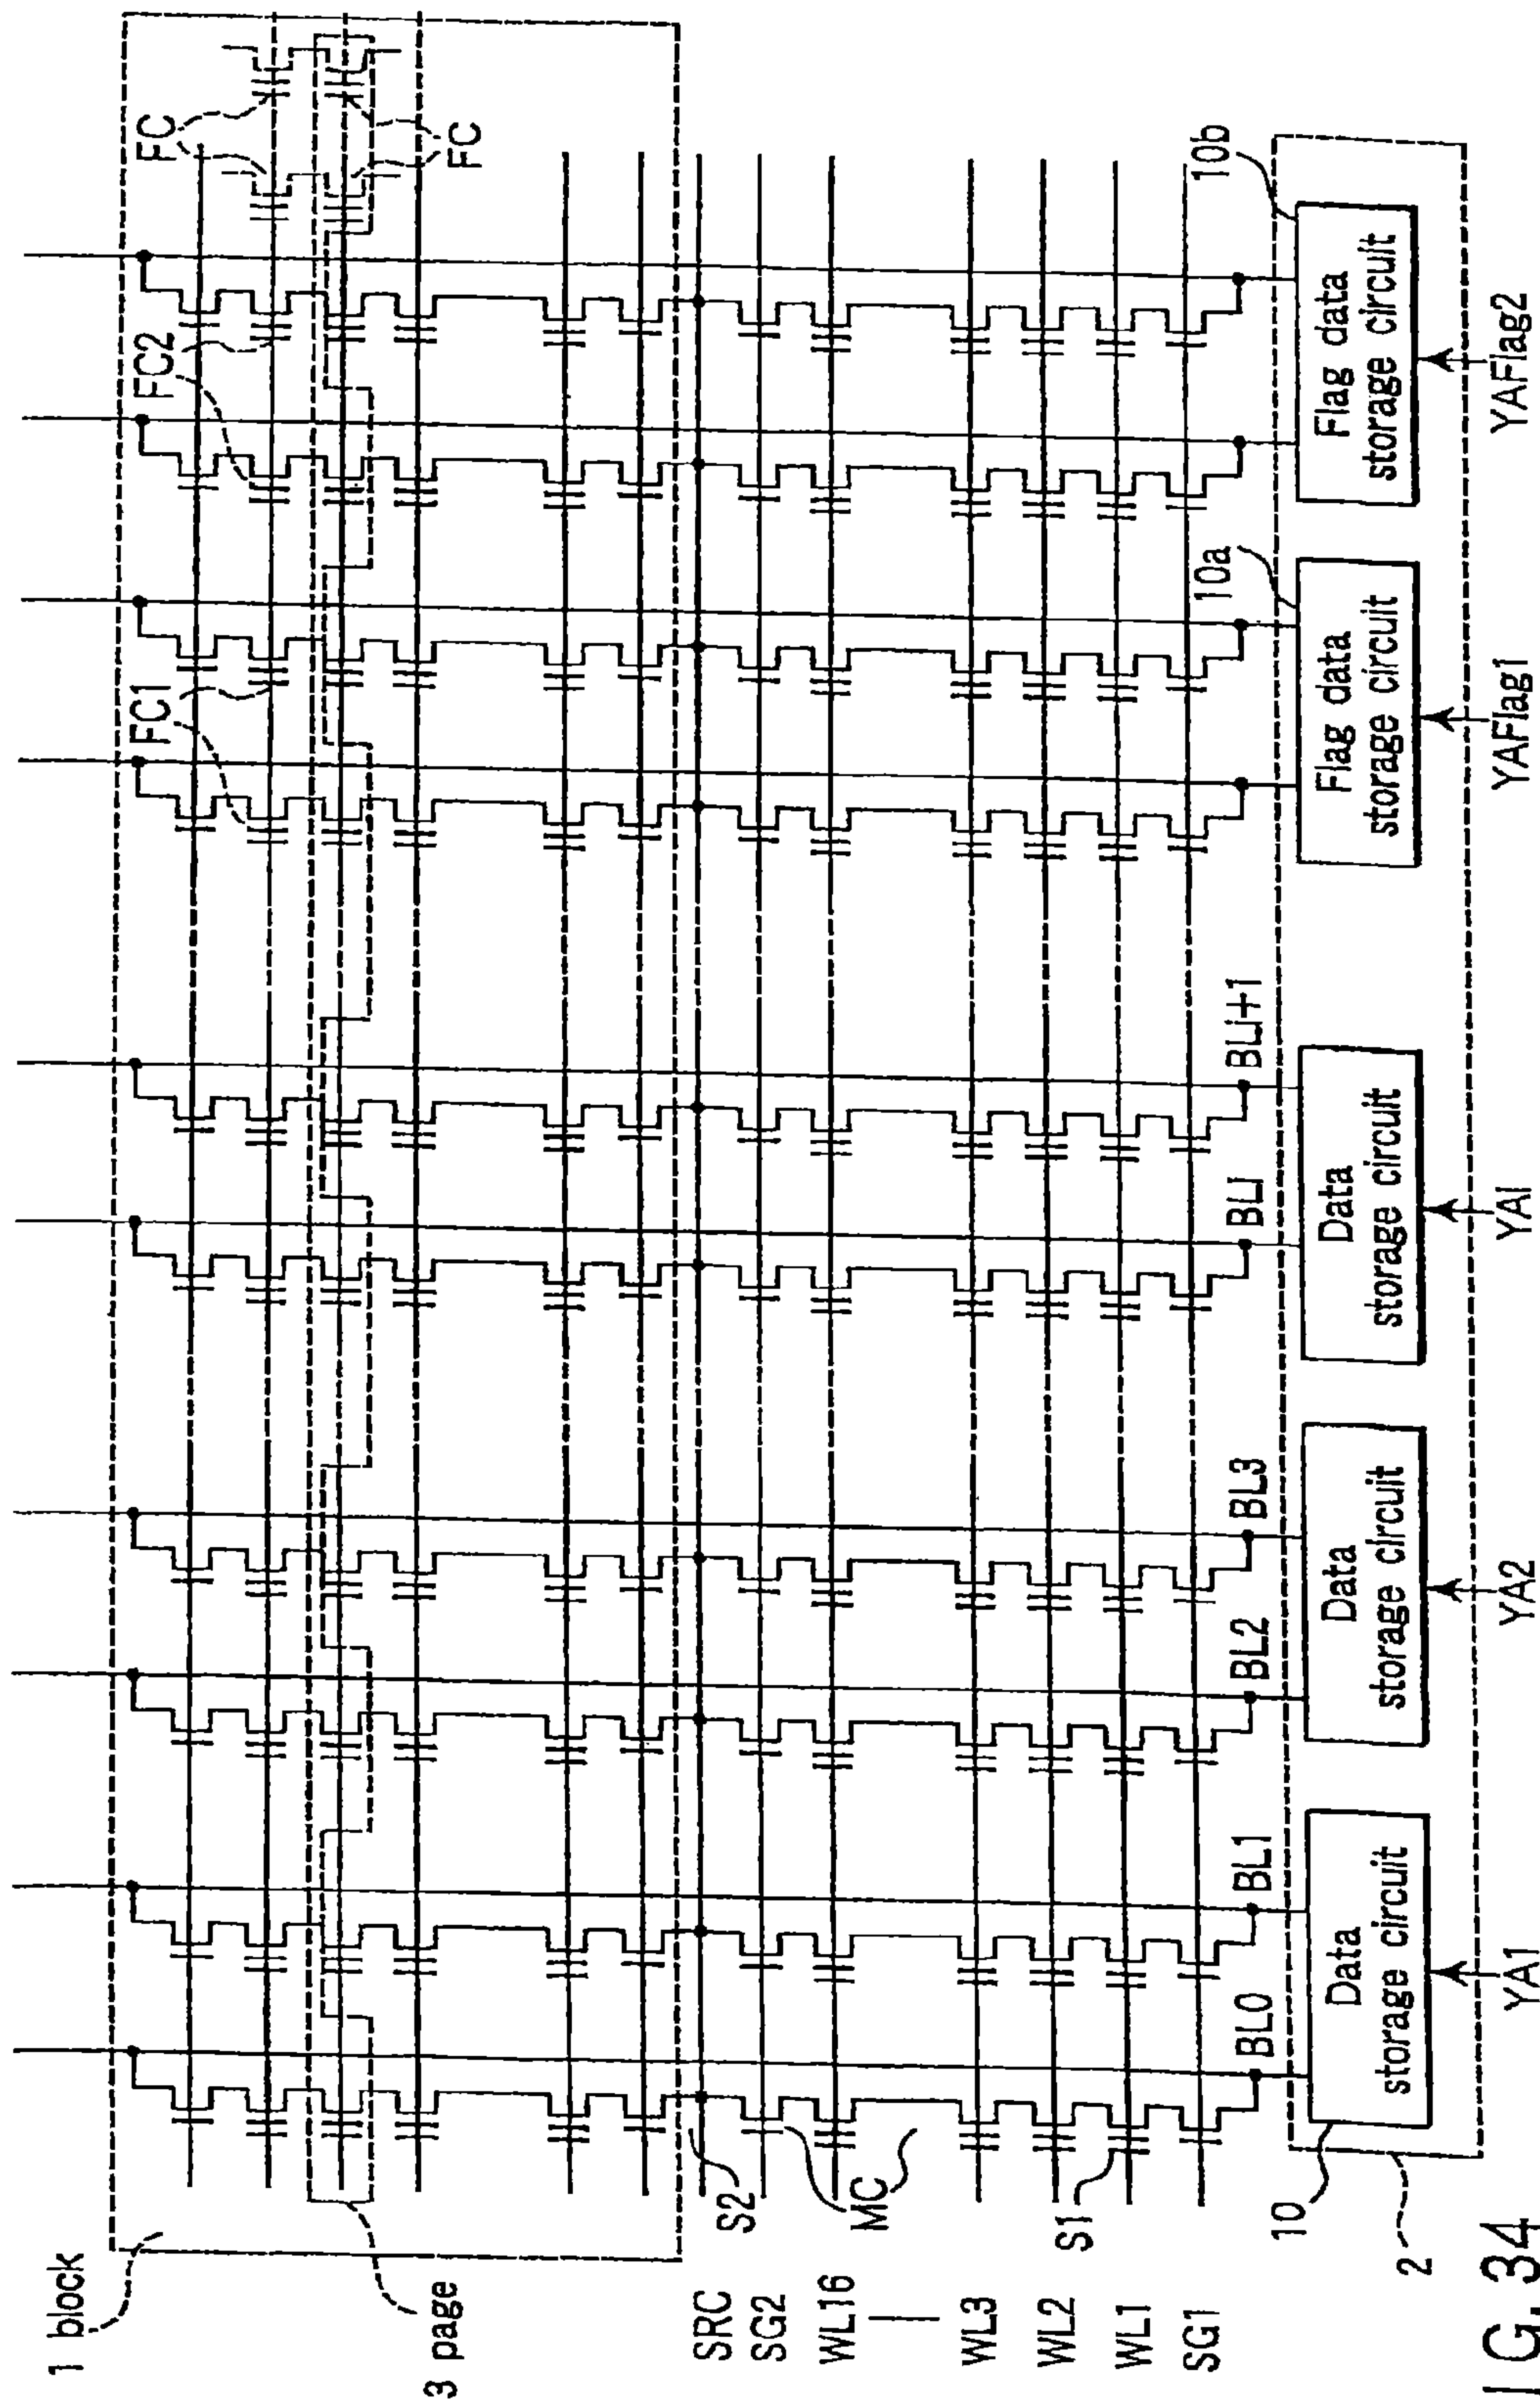 1 block
3 page
FC1
FC2
FC
FC
SRC
SG2
WL16
WL3
WL2
WL1
SG1
S2
MC
S1
BL0
BL1
BL2
BL3
BLi
BLi+1
10a
10b
10
2
Data
storage circuit
Data
storage circuit
Data
storage circuit
Flag data
storage circuit
Flag data
storage circuit
YA1
YA2
YAi
YAFlag1
YAFlag2
IG. 34